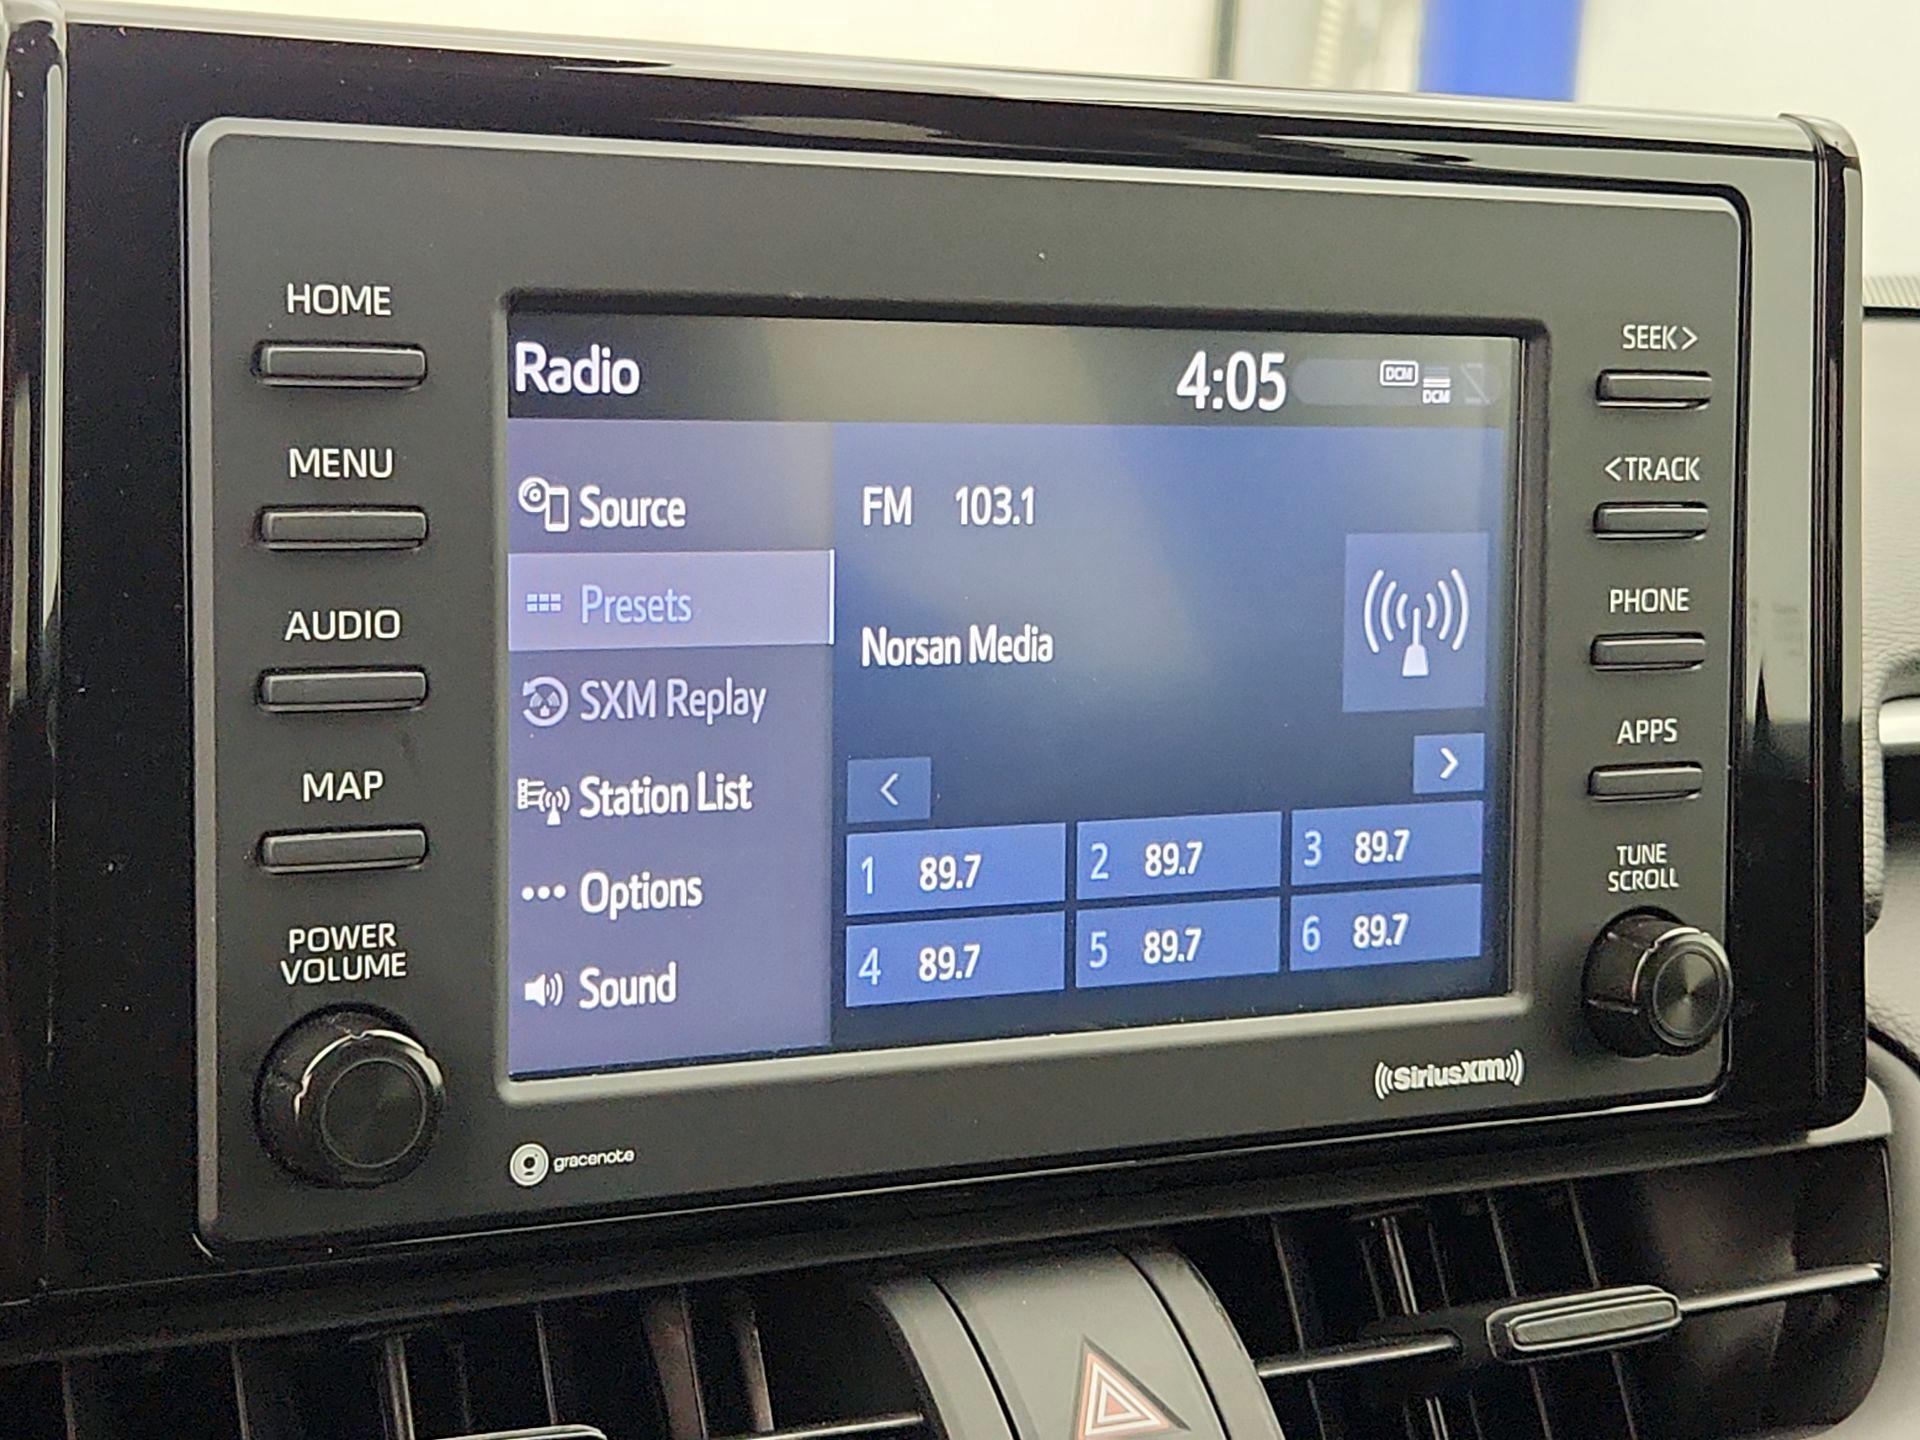 HOME
MENU
AUDIO
MAP
POWER
VOLUME
Radio
4:05
DCM
DCM
Source
Presets
SXM Replay
Station List
Options
Sound
FM 103.1
Norsan Media
<
>
1 89.7
2 89.7
3 89.7
4 89.7
5 89.7
6 89.7
SEEK>
<TRACK
PHONE
APPS
TUNE
SCROLL
gracenote
((SiriusXM))